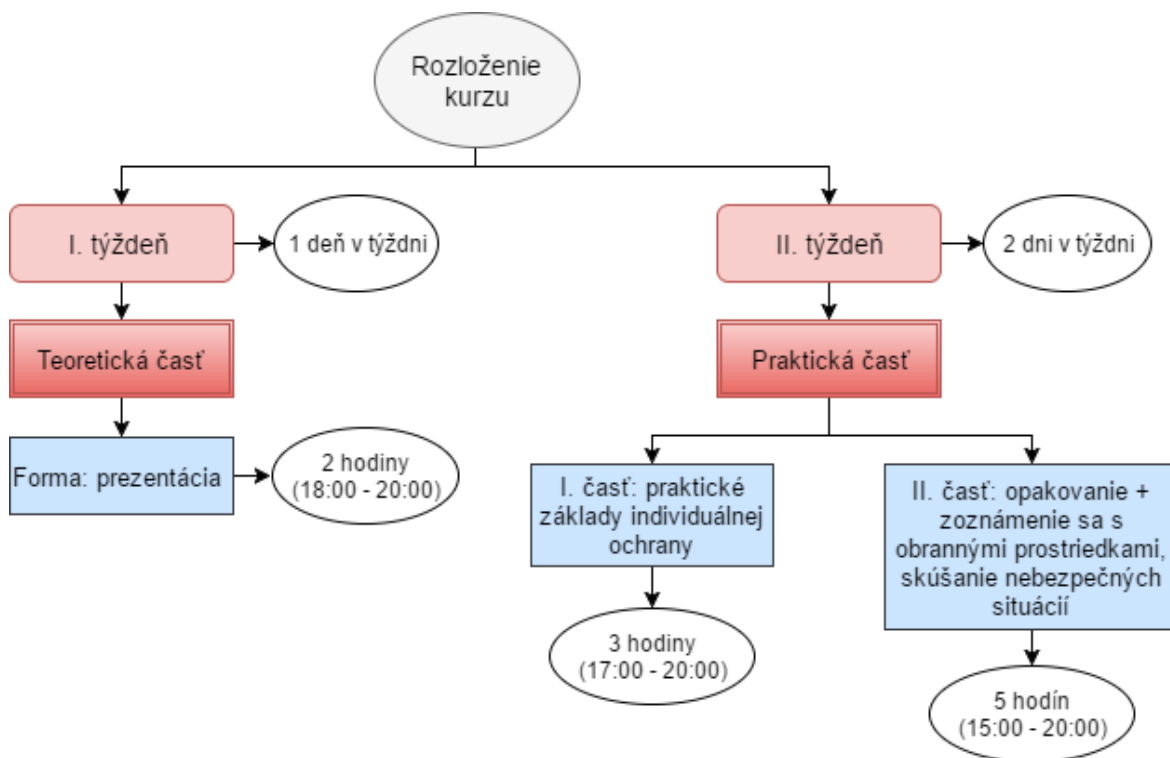 Rozloženie
kurzu
I. týždeň
1 deň v týždni
II. týždeň
2 dni v týždni
Teoretická časť
Praktická časť
Forma: prezentácia
2 hodiny
(18:00 - 20:00)
I. časť: praktické
základy individuálnej
ochrany
II. časť: opakovanie +
zoznámenie sa s
obrannými prostriedkami,
skúšanie nebezpečných
situácií
3 hodiny
(17:00 - 20:00)
5 hodín
(15:00 - 20:00)